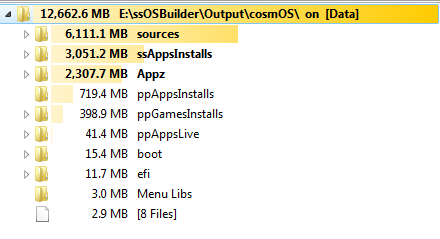 12,662.6 MB E:\ssOSBuilder\Output\cosmOS\ on [Data]
6,111.1 MB sources
3,051.2 MB ssAppsInstalls
2,307.7 MB Appz
719.4 MB ppAppsInstalls
398.9 MB ppGamesInstalls
41.4 MB ppAppsLive
15.4 MB boot
11.7 MB efi
3.0 MB Menu Libs
2.9 MB [8 Files]